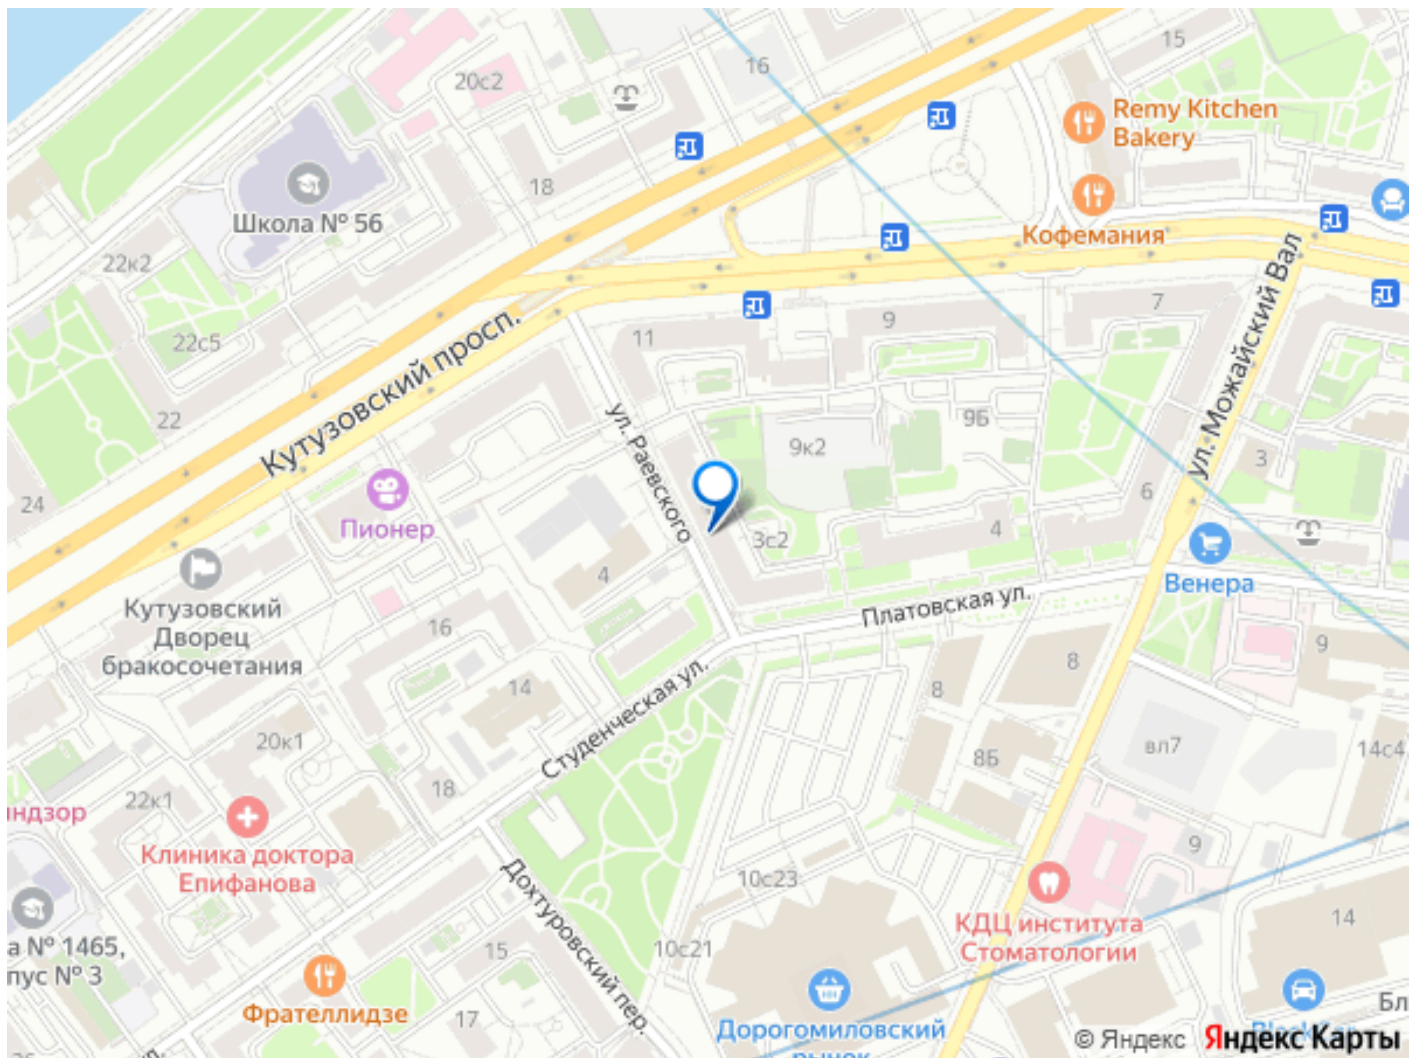 15
16
20с2
Remy Kitchen
Bakery
18
Школа № 56
Кофемания
22к2
7
9
11
22с5
Кутузовский просп.
ул. Можайский Вал
22
ул. Раевского
9Б
9к2
3
24
6
Пионер
3с2
4
4
Венера
Кутузовский
Дворец
бракосочетания
Платовская ул.
16
9
8
8
14
Студенческая ул.
20к1
вл7
14с4
8Б
18
22к1
ндзор
Клиника доктора
Епифанова
9
10с23
Дохтуровский пер.
КДЦ института
Стоматологии
14
а № 1465,
пус № 3
15
10с21
Фрателлидзе
17
Дорогомиловский
рынок
Бл
© Яндекс Яндекс Карты